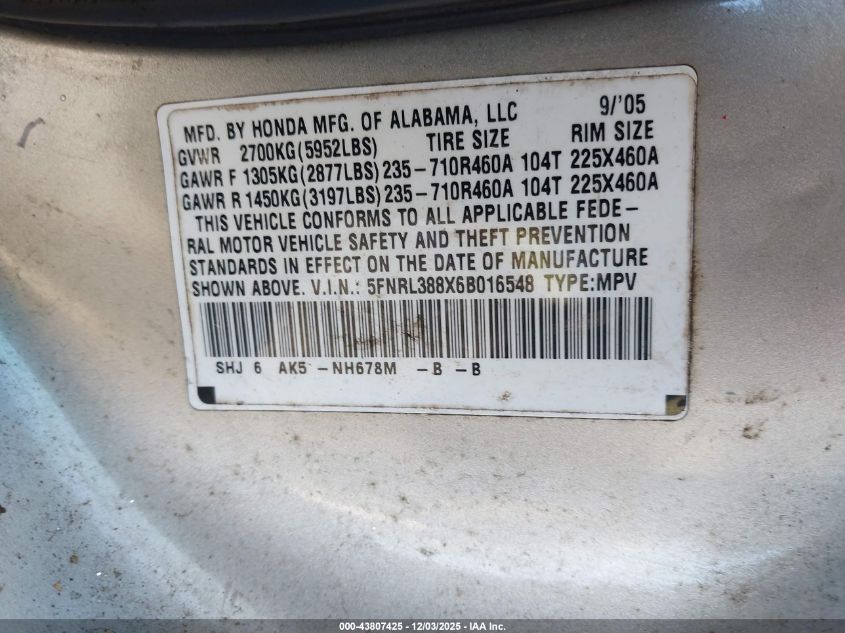 MFD. BY HONDA MFG. OF ALABAMA, LLC 9/'05
GVWR 2700KG(5952LBS) TIRE SIZE RIM SIZE
GAWR F 1305KG(2877LBS) 235-710R460A 104T 225X460A
GAWR R 1450KG(3197LBS) 235-710R460A 104T 225X460A
THIS VEHICLE CONFORMS TO ALL APPLICABLE FEDE-
RAL MOTOR VEHICLE SAFETY AND THEFT PREVENTION
STANDARDS IN EFFECT ON THE DATE OF MANUFACTURE
SHOWN ABOVE. V.I.N.: 5FNRL388X6B016548 TYPE:MPV
SHJ 6 AK5 -NH678M -B -B
000-43807425 - 12/03/2025 - IAA Inc.